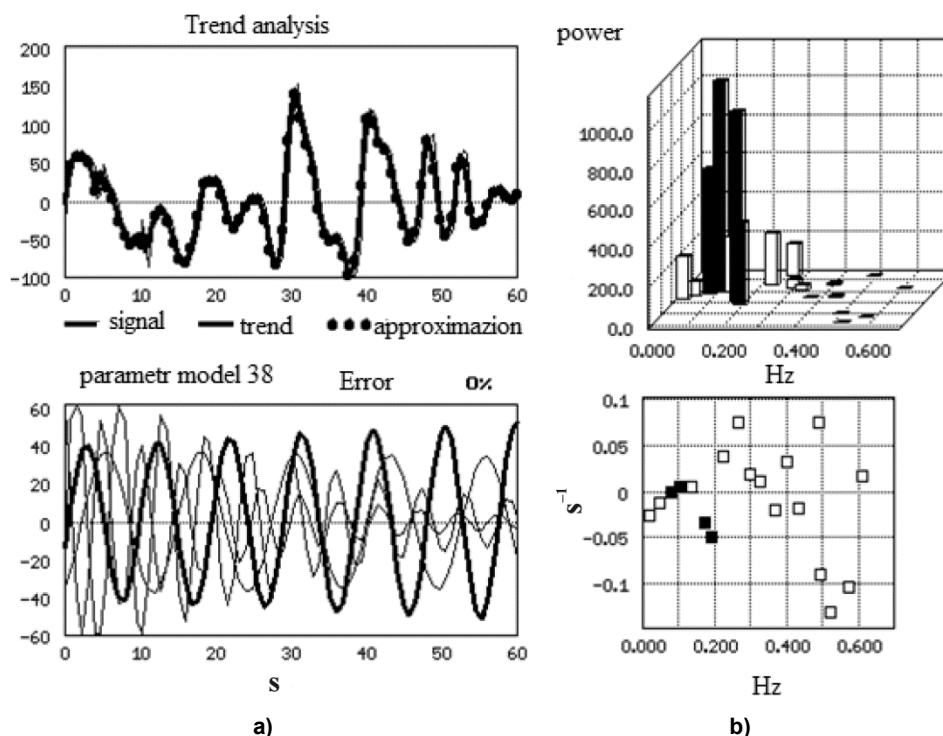 Trend analysis
200
150
100
50
0
−50
−100
0 10 20 30 40 50 60
signal trend approximazion
parametr model 38 Error 0%
60
40
20
0
−20
−40
−60
0 10 20 30 40 50 60
s
a)
power
1000.0
800.0
600.0
400.0
200.0
0.0
0.000 0.200 0.400 0.600
Hz
0.1
0.05
0
−0.05
−0.1
s⁻¹
0.000 0.200 0.400 0.600
Hz
b)